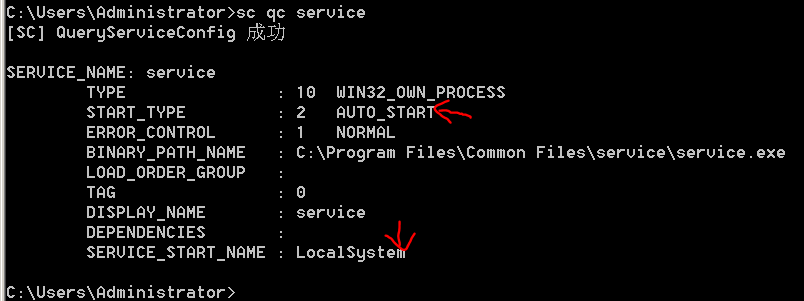 C:\Users\Administrator>sc qc service
[SC] QueryServiceConfig 成功
SERVICE_NAME: service
TYPE : 10 WIN32_OWN_PROCESS
START_TYPE : 2 AUTO_START
ERROR_CONTROL : 1 NORMAL
BINARY_PATH_NAME : C:\Program Files\Common Files\service\service.exe
LOAD_ORDER_GROUP :
TAG : 0
DISPLAY_NAME : service
DEPENDENCIES :
SERVICE_START_NAME : LocalSystem
C:\Users\Administrator>